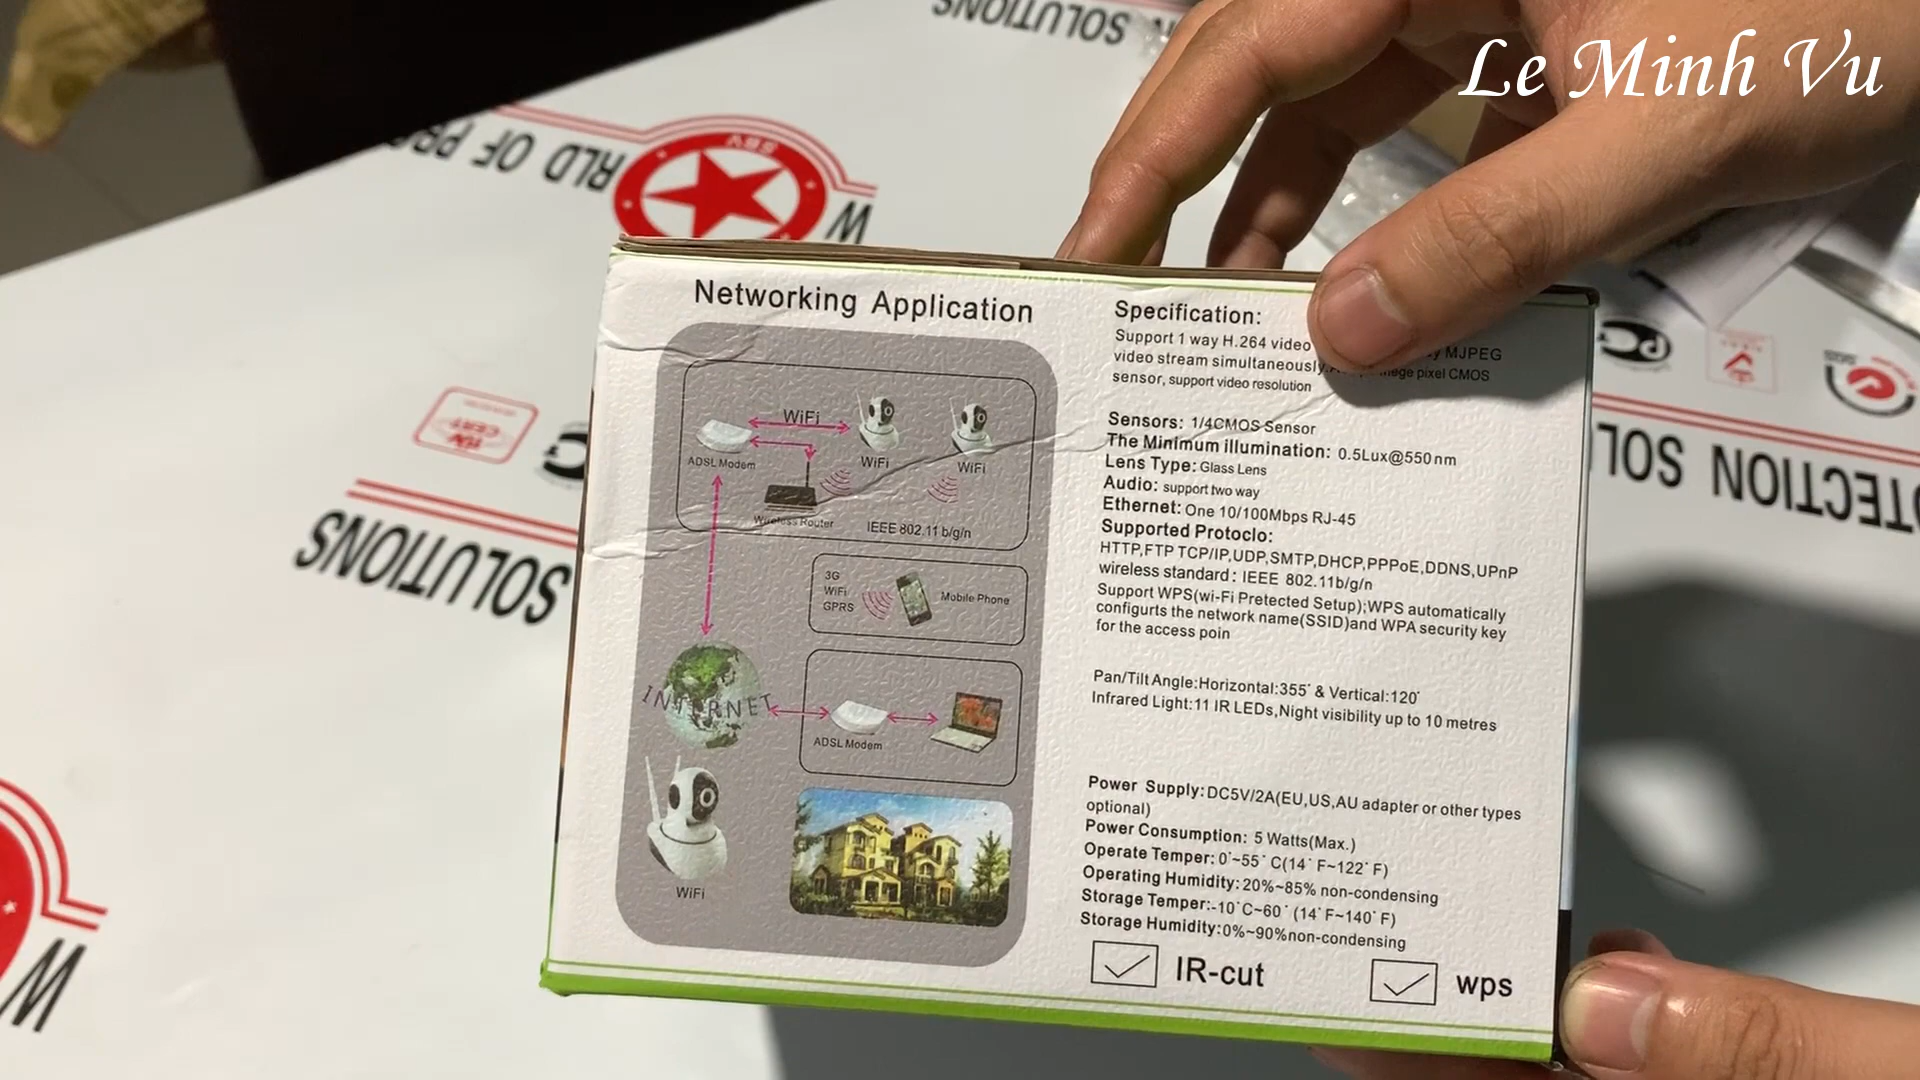 Le Minh Vu
SOLUTIONS
SOLUTIONS
W
W
SBV
Networking Application
WiFi
ADSL Modem
WiFi
WiFi
Wireless Router
IEEE 802.11 b/g/n
3G
WiFi
GPRS
Mobile Phone
INTERNET
ADSL Modem
WiFi
Specification:
Support 1 way H.264 video
MJPEG
video stream simultaneously.
pixel CMOS
sensor, support video resolution
Sensors: 1/4CMOS Sensor
The Minimum illumination: 0.5Lux@550nm
Lens Type: Glass Lens
Audio: support two way
Ethernet: One 10/100Mbps RJ-45
Supported Protoclo:
HTTP,FTP TCP/IP,UDP,SMTP,DHCP,PPPoE,DDNS,UPnP
wireless standard: IEEE 802.11b/g/n
Support WPS(wi-Fi Pretected Setup);WPS automatically
configurts the network name(SSID)and WPA security key
for the access poin
Pan/Tilt Angle:Horizontal:355° & Vertical:120°
Infrared Light:11 IR LEDs,Night visibility up to 10 metres
Power Supply:DC5V/2A(EU,US,AU adapter or other types
optional)
Power Consumption: 5 Watts(Max.)
Operate Temper: 0°~55° C(14° F~122° F)
Operating Humidity: 20%~85% non-condensing
Storage Temper:-10°C~60° (14°F~140°F)
Storage Humidity:0%~90%non-condensing
IR-cut
wps